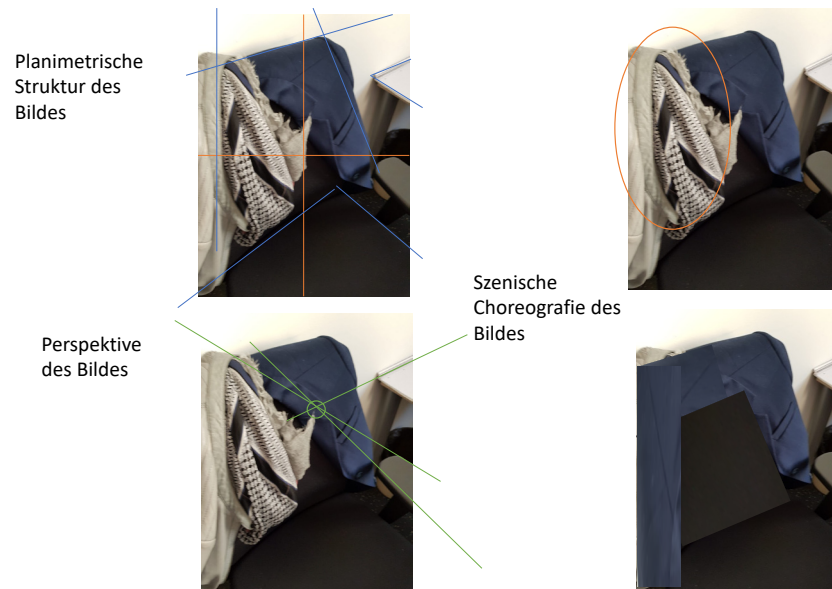 Planimetrische
Struktur des
Bildes
Szenische
Choreografie des
Bildes
Perspektive
des Bildes